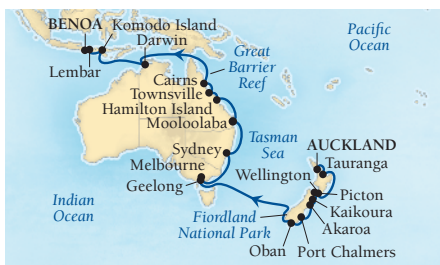 BENOA
Komodo Island
Darwin
Lembar
Great
Barrier
Reef
Pacific
Ocean
Cairns
Townsville
Hamilton Island
Mooloolaba
Sydney
Melbourne
Geelong
Tasman
Sea
AUCKLAND
Tauranga
Wellington
Picton
Kaikoura
Akaroa
Port Chalmers
Oban
Fiordland
National Park
Indian
Ocean